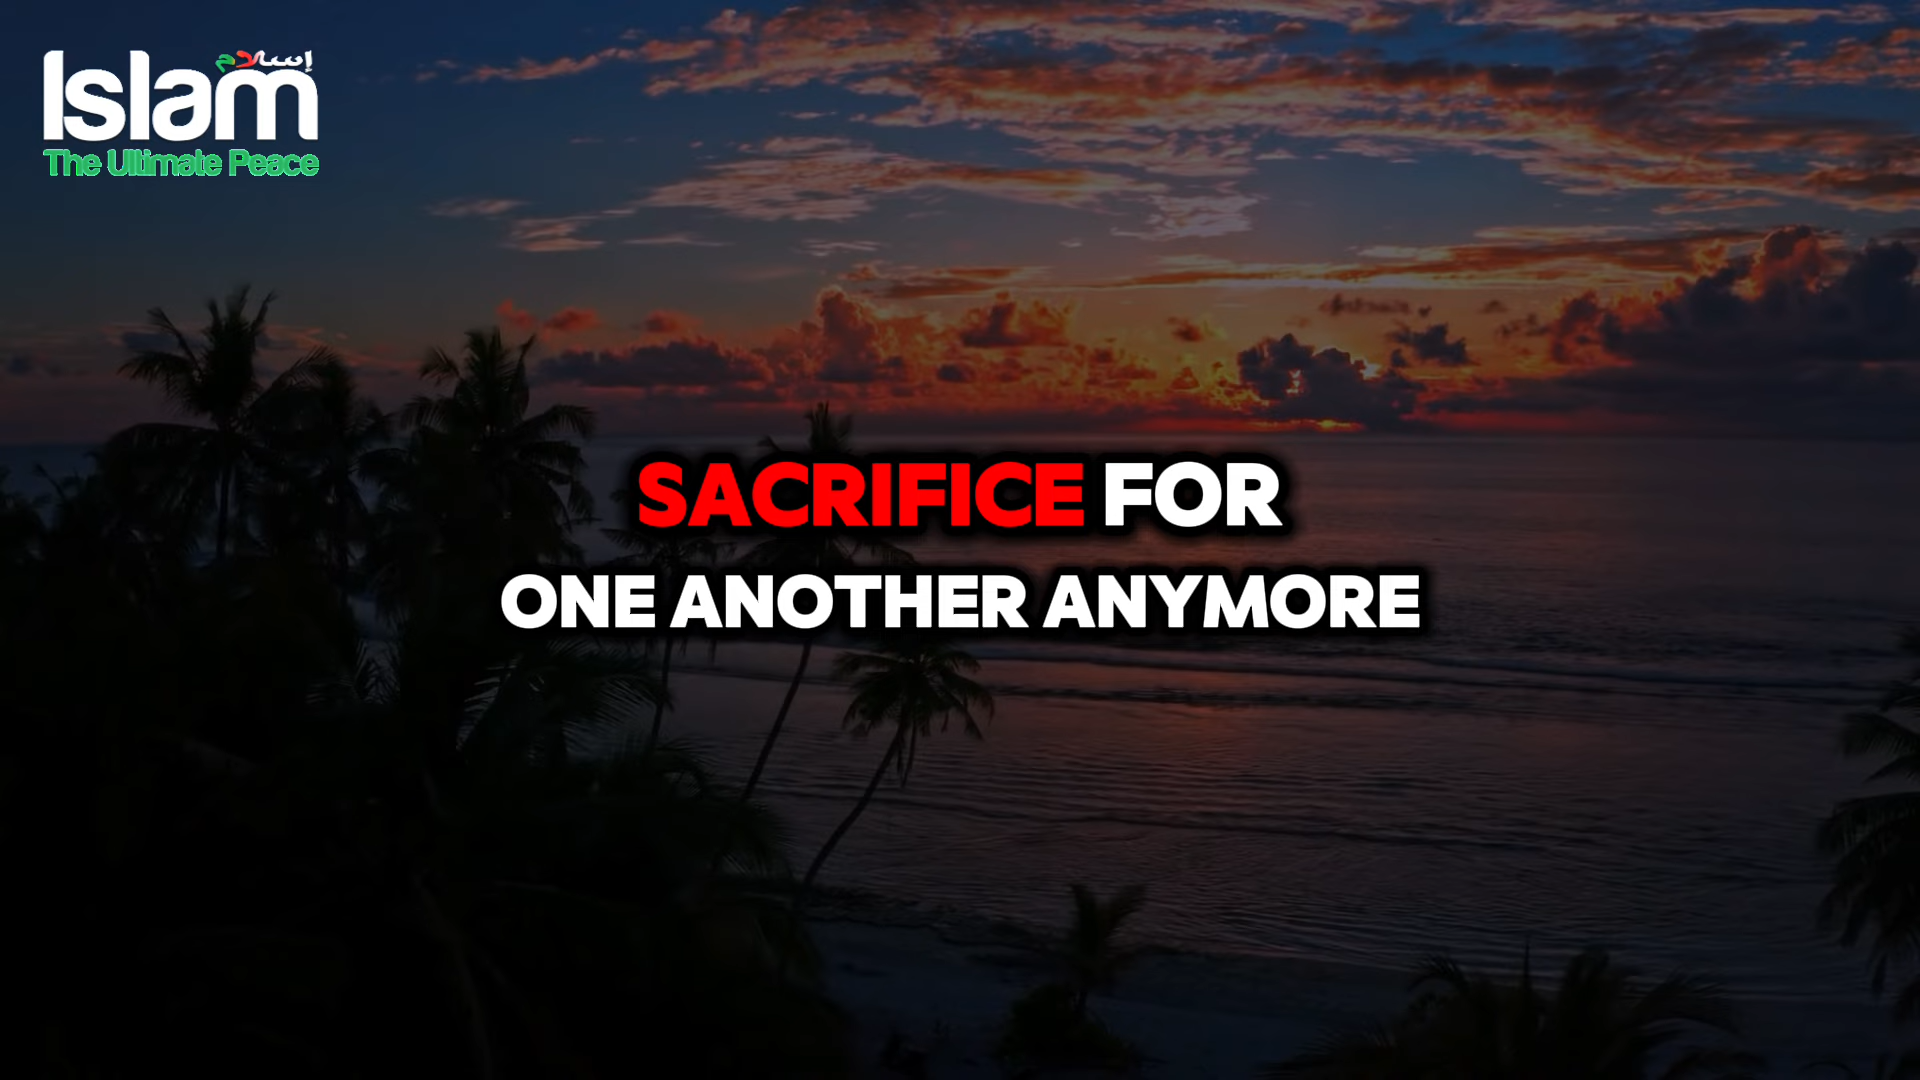 إسلام
Islam
The Ultimate Peace
SACRIFICE FOR
ONE ANOTHER ANYMORE